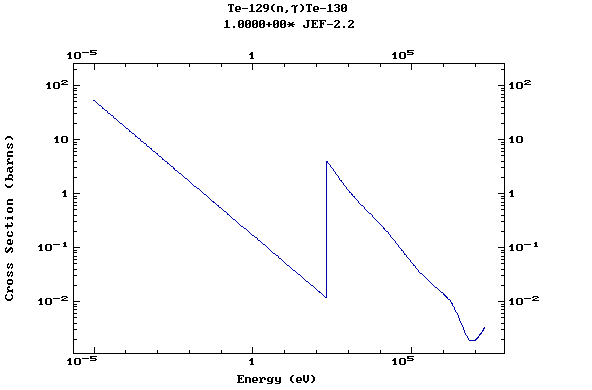 Te-129(n,γ)Te-130
1.0000+00* JEF-2.2
10⁻⁵ 1 10⁵
10² 10²
10 10
1 1
10⁻¹ 10⁻¹
10⁻² 10⁻²
10⁻⁵ 1 10⁵
Cross Section (barns)
Energy (eV)